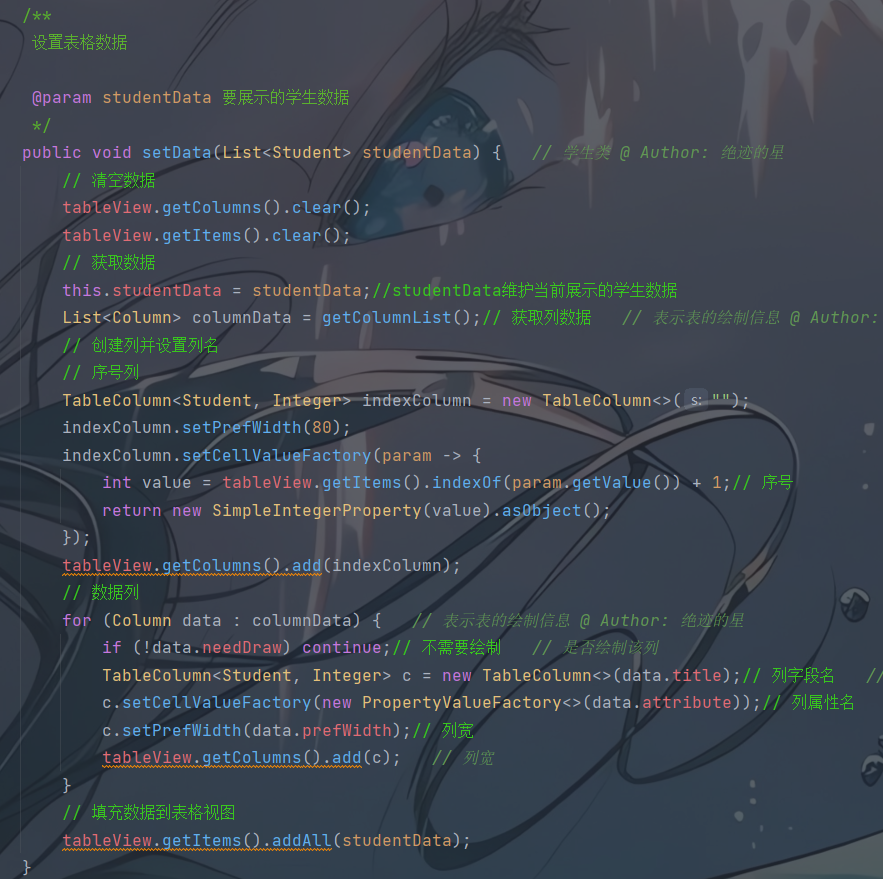 /**
设置表格数据
@param studentData 要展示的学生数据
*/
public void setData(List<Student> studentData) { // 学生类 @ Author: 绝迹的星
// 清空数据
tableView.getColumns().clear();
tableView.getItems().clear();
// 获取数据
this.studentData = studentData;//studentData维护当前展示的学生数据
List<Column> columnData = getColumnList();// 获取列数据 // 表示表的绘制信息 @ Author:
// 创建列并设置列名
// 序号列
TableColumn<Student, Integer> indexColumn = new TableColumn<>( s: "");
indexColumn.setPrefWidth(80);
indexColumn.setCellValueFactory(param -> {
int value = tableView.getItems().indexOf(param.getValue()) + 1;// 序号
return new SimpleIntegerProperty(value).asObject();
});
tableView.getColumns().add(indexColumn);
// 数据列
for (Column data : columnData) { // 表示表的绘制信息 @ Author: 绝迹的星
if (!data.needDraw) continue;// 不需要绘制 // 是否绘制该列
TableColumn<Student, Integer> c = new TableColumn<>(data.title);// 列字段名 //
c.setCellValueFactory(new PropertyValueFactory<>(data.attribute));// 列属性名
c.setPrefWidth(data.prefWidth);// 列宽
tableView.getColumns().add(c); // 列宽
}
// 填充数据到表格视图
tableView.getItems().addAll(studentData);
}